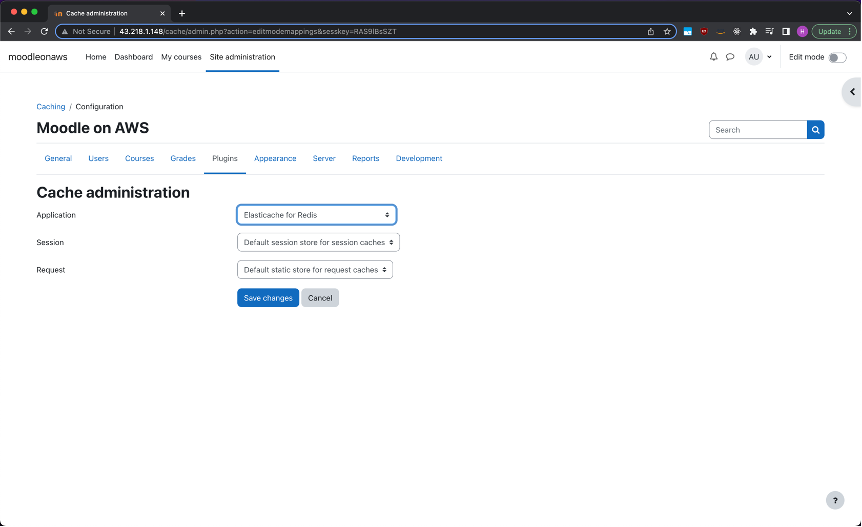 Cache administration
Not Secure | 43.218.1.148/cache/admin.php?action=editmodemappings&sesskey=RAS9IBsSZT
H
Update
moodleonaws
Home
Dashboard
My courses
Site administration
AU
Edit mode
Caching / Configuration
Moodle on AWS
Search
General
Users
Courses
Grades
Plugins
Appearance
Server
Reports
Development
Cache administration
Application
Elasticache for Redis
Session
Default session store for session caches
Request
Default static store for request caches
Save changes
Cancel
?